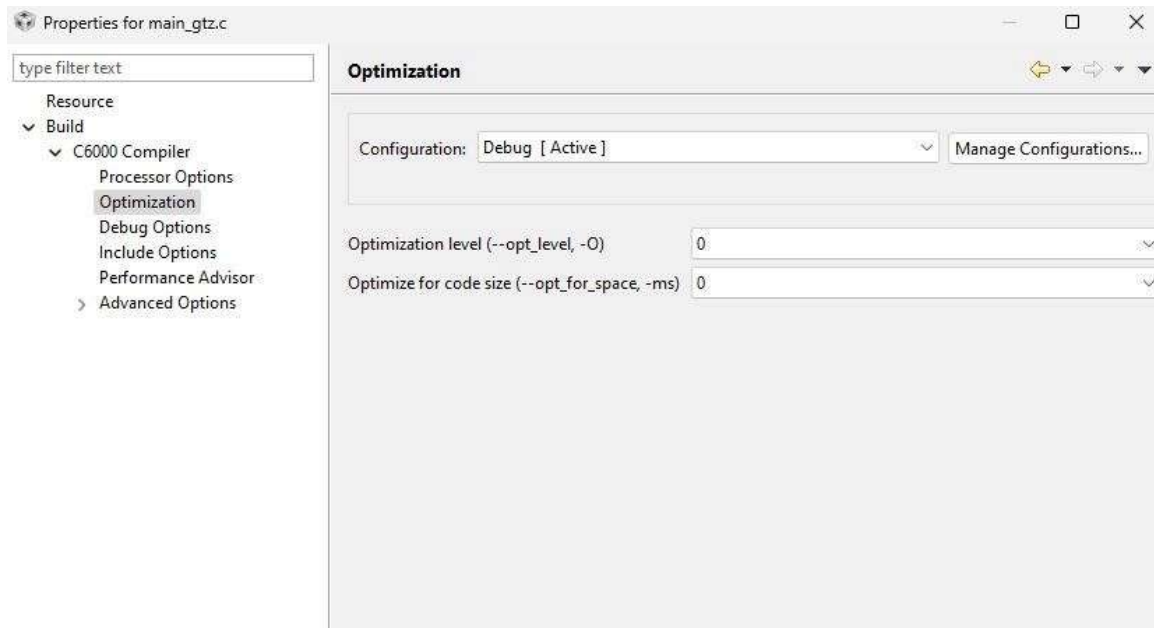 Properties for main_gtz.c
type filter text
Resource
Build
C6000 Compiler
Processor Options
Optimization
Debug Options
Include Options
Performance Advisor
Advanced Options
Optimization
Configuration: Debug [ Active ] Manage Configurations...
Optimization level (--opt_level, -O) 0
Optimize for code size (--opt_for_space, -ms) 0